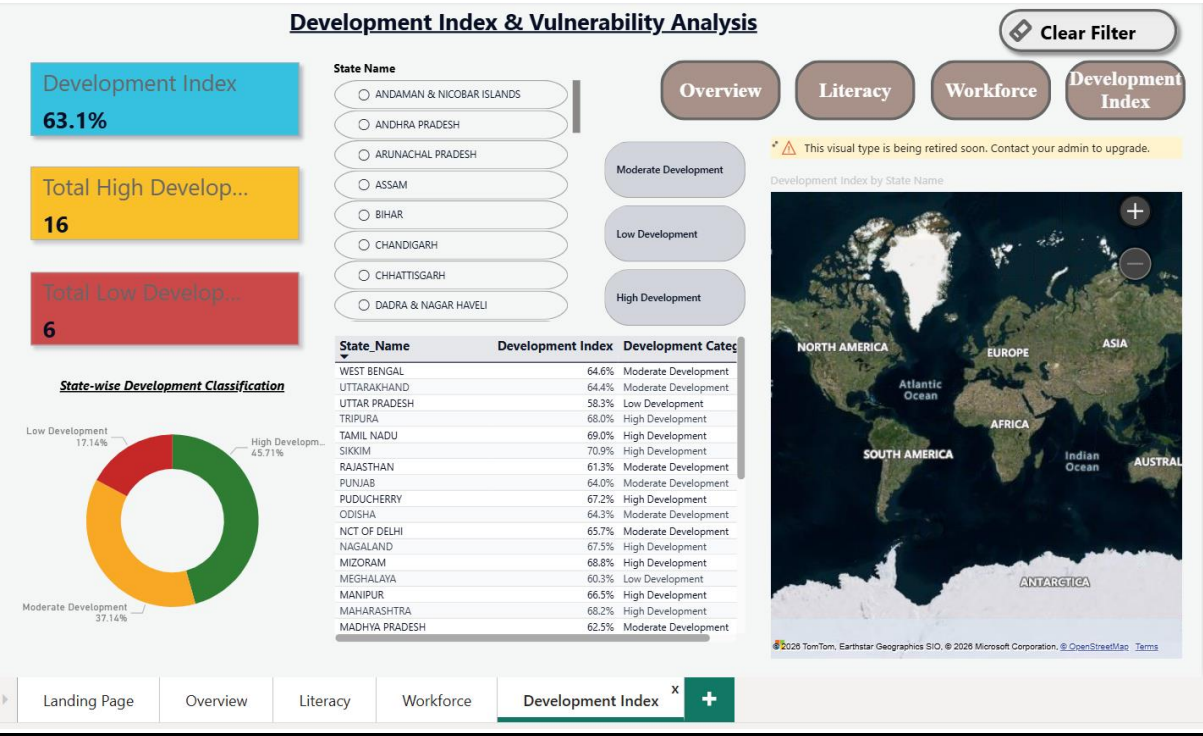 Development Index & Vulnerability Analysis
Clear Filter
Development Index
63.1%
Total High Develop...
16
Total Low Develop...
6
State Name
ANDAMAN & NICOBAR ISLANDS
ANDHRA PRADESH
ARUNACHAL PRADESH
ASSAM
BIHAR
CHANDIGARH
CHHATTISGARH
DADRA & NAGAR HAVELI
Overview
Literacy
Workforce
Development
Index
Moderate Development
Low Development
High Development
This visual type is being retired soon. Contact your admin to upgrade.
Development Index by State Name
NORTH AMERICA
EUROPE
ASIA
Atlantic
Ocean
AFRICA
SOUTH AMERICA
Indian
Ocean
AUSTRAL
ANTARCTICA
© 2026 TomTom, Earthstar Geographics SIO, © 2026 Microsoft Corporation, © OpenStreetMap Terms
State-wise Development Classification
Low Development
17.14%
High Developm...
45.71%
Moderate Development
37.14%
State_Name Development Index Development Categ
WEST BENGAL 64.6% Moderate Development
UTTARAKHAND 64.4% Moderate Development
UTTAR PRADESH 58.3% Low Development
TRIPURA 68.0% High Development
TAMIL NADU 69.0% High Development
SIKKIM 70.9% High Development
RAJASTHAN 61.3% Moderate Development
PUNJAB 64.0% Moderate Development
PUDUCHERRY 67.2% High Development
ODISHA 64.3% Moderate Development
NCT OF DELHI 65.7% Moderate Development
NAGALAND 67.5% High Development
MIZORAM 68.8% High Development
MEGHALAYA 60.3% Low Development
MANIPUR 66.5% High Development
MAHARASHTRA 68.2% High Development
MADHYA PRADESH 62.5% Moderate Development
Landing Page
Overview
Literacy
Workforce
Development Index
x
+